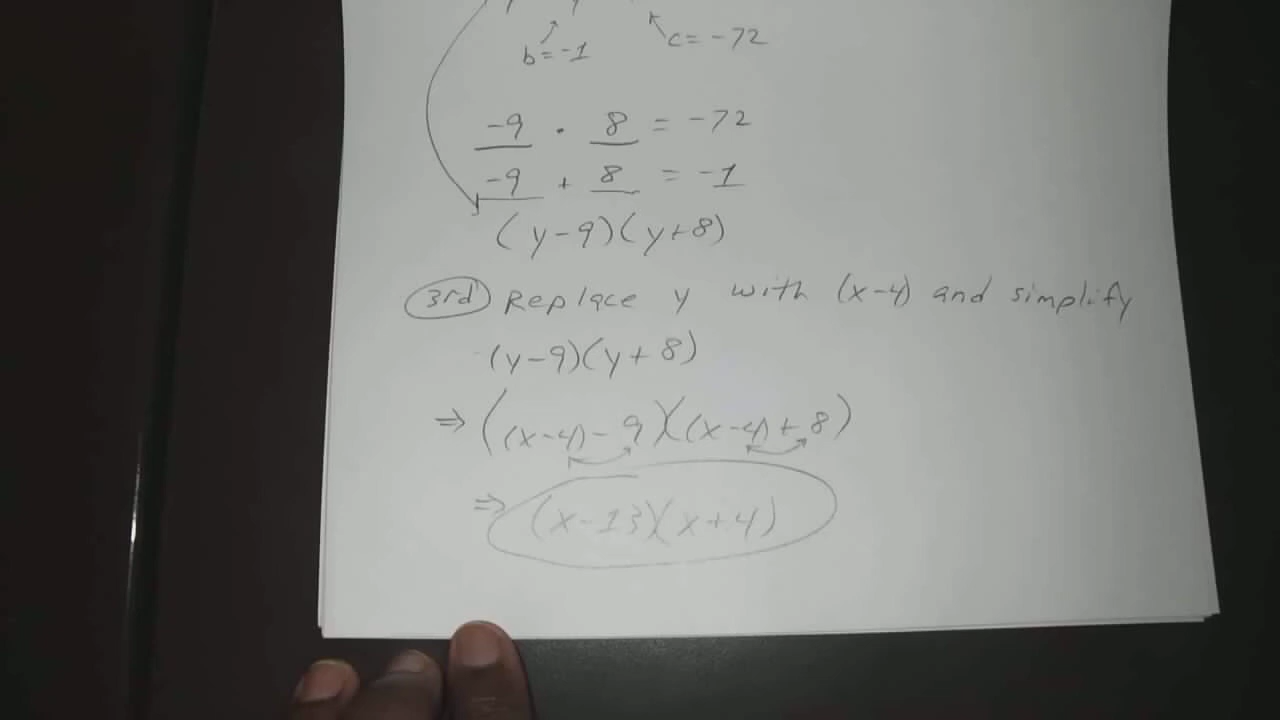 b=-1
c=-72
-9 · 8 = -72
-9 + 8 = -1
(y-9)(y+8)
3rd Replace y with (x-4) and simplify
(y-9)(y+8)
⇒ ((x-4)-9)((x-4)+8)
⇒ (x-13)(x+4)